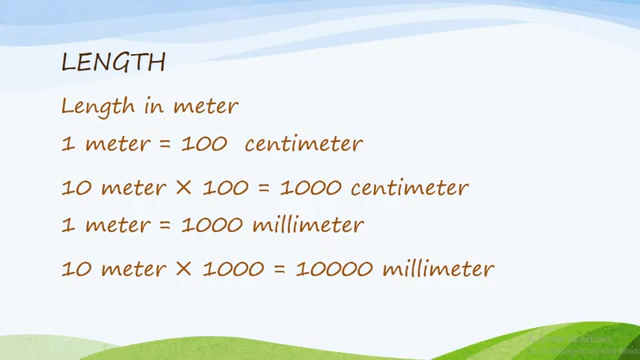 LENGTH
Length in meter
1 meter = 100 centimeter
10 meter × 100 = 1000 centimeter
1 meter = 1000 millimeter
10 meter × 1000 = 10000 millimeter